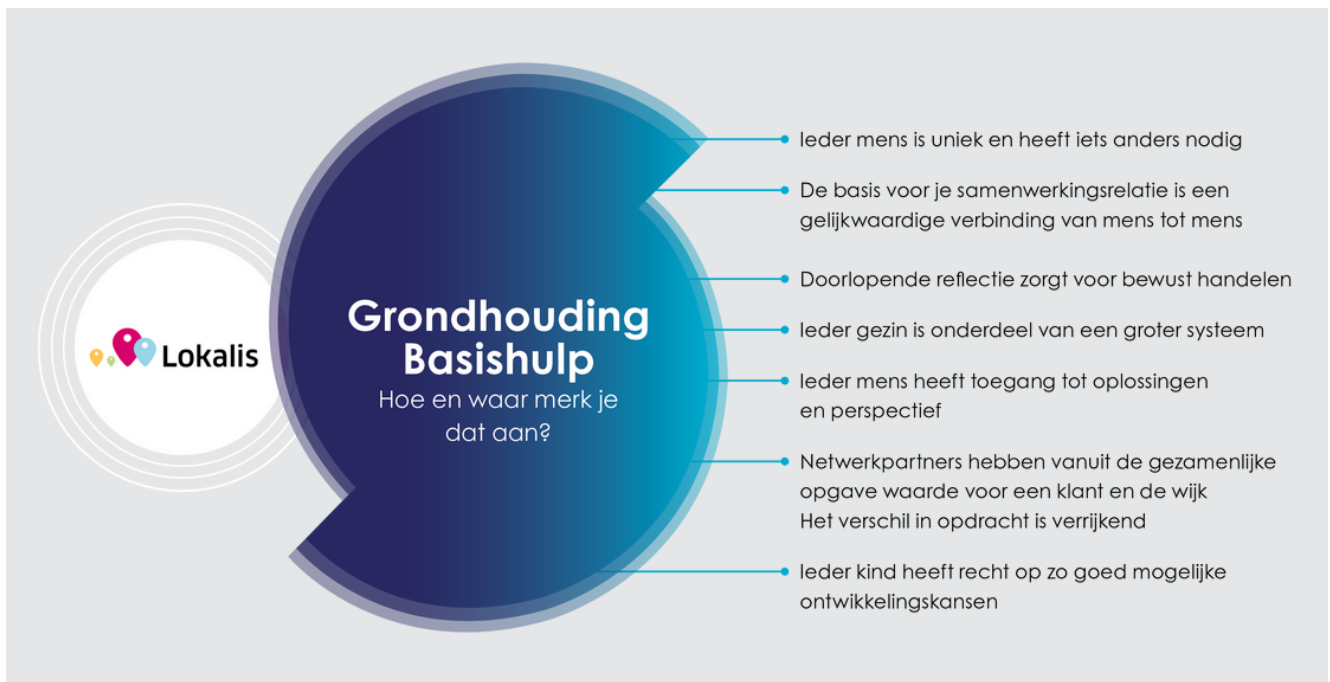 Lokalis
Grondhouding
Basishulp
Hoe en waar merk je
dat aan?
Ieder mens is uniek en heeft iets anders nodig
De basis voor je samenwerkingsrelatie is een
gelijkwaardige verbinding van mens tot mens
Doorlopende reflectie zorgt voor bewust handelen
Ieder gezin is onderdeel van een groter systeem
Ieder mens heeft toegang tot oplossingen
en perspectief
Netwerkpartners hebben vanuit de gezamenlijke
opgave waarde voor een klant en de wijk
Het verschil in opdracht is verrijkend
Ieder kind heeft recht op zo goed mogelijke
ontwikkelingskansen